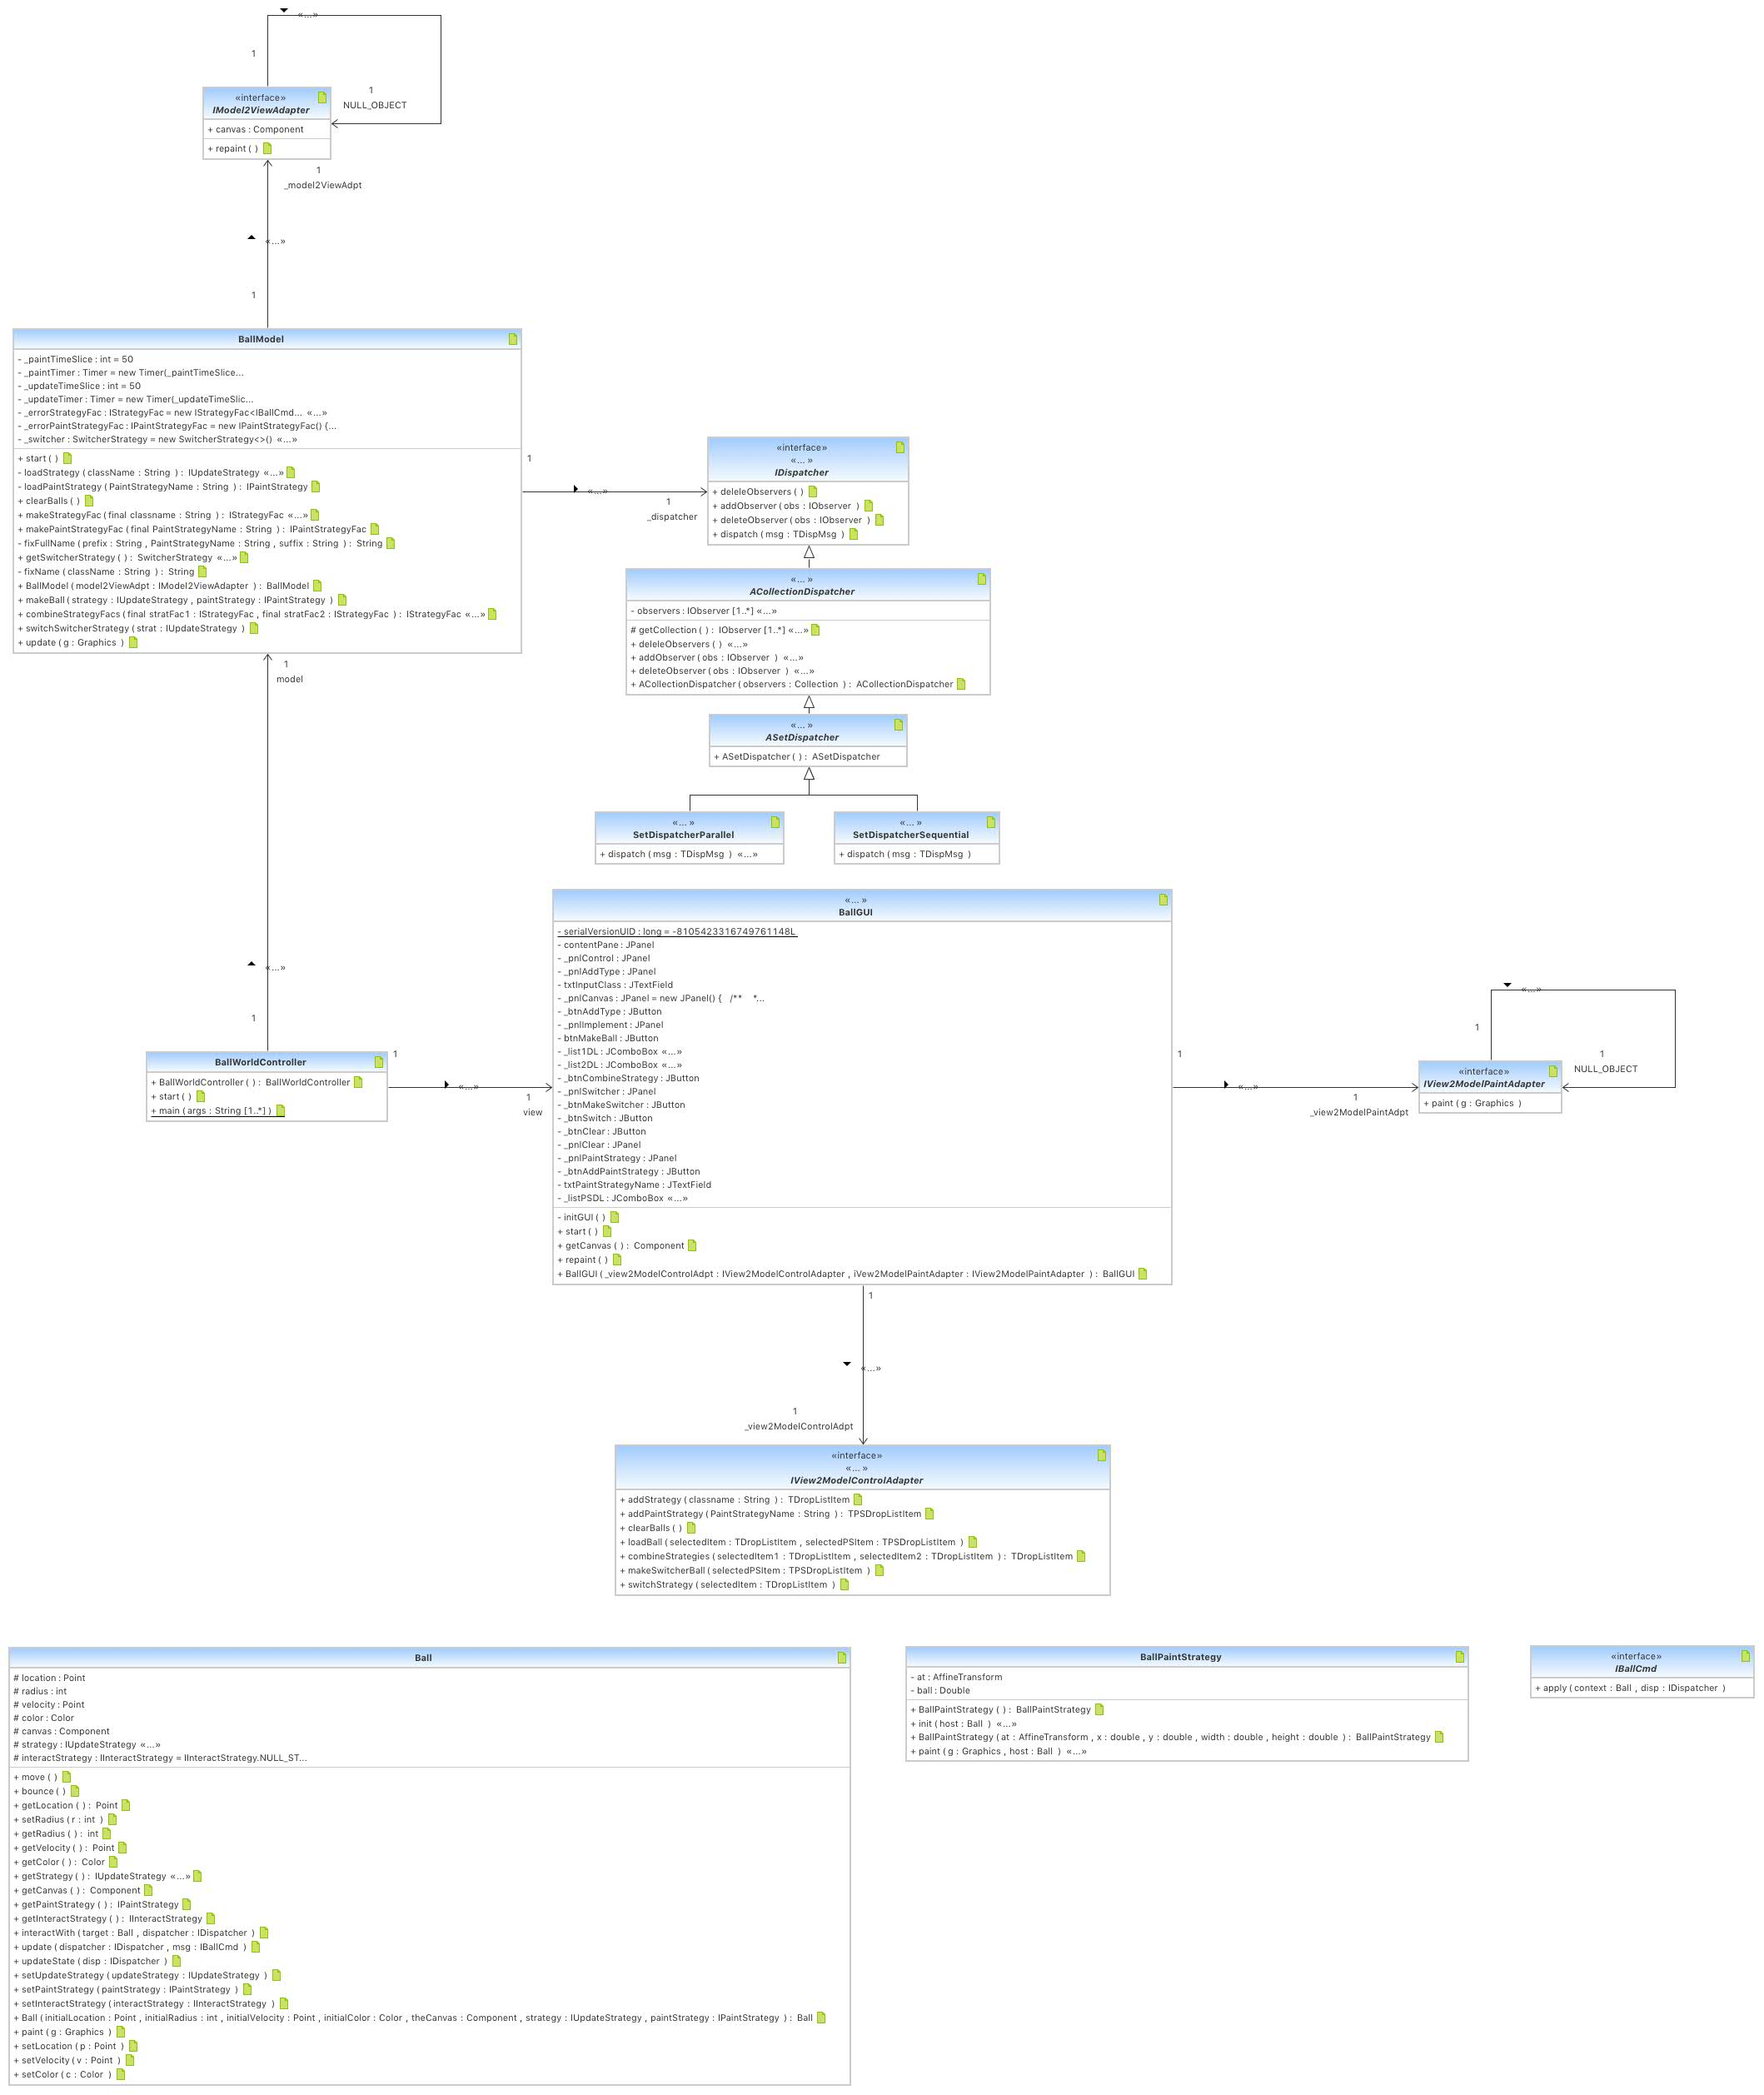 «...»
1
1
NULL_OBJECT
«interface»
IModel2ViewAdapter
+ canvas : Component
+ repaint ( )
1
_model2ViewAdpt
«...»
1
BallModel
- _paintTimeSlice : int = 50
- _paintTimer : Timer = new Timer(_paintTimeSlice...
- _updateTimeSlice : int = 50
- _updateTimer : Timer = new Timer(_updateTimeSlic...
- _errorStrategyFac : IStrategyFac = new IStrategyFac<IBallCmd... «...»
- _errorPaintStrategyFac : IPaintStrategyFac = new IPaintStrategyFac() {...
- _switcher : SwitcherStrategy = new SwitcherStrategy<>() «...»
+ start ( )
- loadStrategy ( className : String ) : IUpdateStrategy «...»
- loadPaintStrategy ( PaintStrategyName : String ) : IPaintStrategy
+ clearBalls ( )
+ makeStrategyFac ( final classname : String ) : IStrategyFac «...»
+ makePaintStrategyFac ( final PaintStrategyName : String ) : IPaintStrategyFac
- fixFullName ( prefix : String , PaintStrategyName : String , suffix : String ) : String
+ getSwitcherStrategy ( ) : SwitcherStrategy «...»
- fixName ( className : String ) : String
+ BallModel ( model2ViewAdpt : IModel2ViewAdapter ) : BallModel
+ makeBall ( strategy : IUpdateStrategy , paintStrategy : IPaintStrategy )
+ combineStrategyFacs ( final stratFac1 : IStrategyFac , final stratFac2 : IStrategyFac ) : IStrategyFac «...»
+ switchSwitcherStrategy ( strat : IUpdateStrategy )
+ update ( g : Graphics )
1
«...»
1
_dispatcher
«interface»
«... »
IDispatcher
+ deleleObservers ( )
+ addObserver ( obs : IObserver )
+ deleteObserver ( obs : IObserver )
+ dispatch ( msg : TDispMsg )
«... »
ACollectionDispatcher
- observers : IObserver [1..*] «...»
# getCollection ( ) : IObserver [1..*] «...»
+ deleleObservers ( ) «...»
+ addObserver ( obs : IObserver ) «...»
+ deleteObserver ( obs : IObserver ) «...»
+ ACollectionDispatcher ( observers : Collection ) : ACollectionDispatcher
«... »
ASetDispatcher
+ ASetDispatcher ( ) : ASetDispatcher
«... »
SetDispatcherParallel
+ dispatch ( msg : TDispMsg ) «...»
«... »
SetDispatcherSequential
+ dispatch ( msg : TDispMsg )
1
model
«...»
1
BallWorldController
+ BallWorldController ( ) : BallWorldController
+ start ( )
+ main ( args : String [1..*] )
1
«...»
1
view
«... »
BallGUI
- serialVersionUID : long = -8105423316749761148L
- contentPane : JPanel
- _pnlControl : JPanel
- _pnlAddType : JPanel
- txtInputClass : JTextField
- _pnlCanvas : JPanel = new JPanel() { /** *...
- _btnAddType : JButton
- _pnlImplement : JPanel
- btnMakeBall : JButton
- _list1DL : JComboBox «...»
- _list2DL : JComboBox «...»
- _btnCombineStrategy : JButton
- _pnlSwitcher : JPanel
- _btnMakeSwitcher : JButton
- _btnSwitch : JButton
- _btnClear : JButton
- _pnlClear : JPanel
- _pnlPaintStrategy : JPanel
- _btnAddPaintStrategy : JButton
- txtPaintStrategyName : JTextField
- _listPSDL : JComboBox «...»
- initGUI ( )
+ start ( )
+ getCanvas ( ) : Component
+ repaint ( )
+ BallGUI ( _view2ModelControlAdpt : IView2ModelControlAdapter , iVew2ModelPaintAdapter : IView2ModelPaintAdapter ) : BallGUI
1
«...»
1
_view2ModelPaintAdpt
«...»
1
1
NULL_OBJECT
«interface»
IView2ModelPaintAdapter
+ paint ( g : Graphics )
1
«...»
1
_view2ModelControlAdpt
«interface»
«... »
IView2ModelControlAdapter
+ addStrategy ( classname : String ) : TDropListItem
+ addPaintStrategy ( PaintStrategyName : String ) : TPSDropListItem
+ clearBalls ( )
+ loadBall ( selectedItem : TDropListItem , selectedPSItem : TPSDropListItem )
+ combineStrategies ( selectedItem1 : TDropListItem , selectedItem2 : TDropListItem ) : TDropListItem
+ makeSwitcherBall ( selectedPSItem : TPSDropListItem )
+ switchStrategy ( selectedItem : TDropListItem )
Ball
# location : Point
# radius : int
# velocity : Point
# color : Color
# canvas : Component
# strategy : IUpdateStrategy «...»
# interactStrategy : IInteractStrategy = IInteractStrategy.NULL_ST...
+ move ( )
+ bounce ( )
+ getLocation ( ) : Point
+ setRadius ( r : int )
+ getRadius ( ) : int
+ getVelocity ( ) : Point
+ getColor ( ) : Color
+ getStrategy ( ) : IUpdateStrategy «...»
+ getCanvas ( ) : Component
+ getPaintStrategy ( ) : IPaintStrategy
+ getInteractStrategy ( ) : IInteractStrategy
+ interactWith ( target : Ball , dispatcher : IDispatcher )
+ update ( dispatcher : IDispatcher , msg : IBallCmd )
+ updateState ( disp : IDispatcher )
+ setUpdateStrategy ( updateStrategy : IUpdateStrategy )
+ setPaintStrategy ( paintStrategy : IPaintStrategy )
+ setInteractStrategy ( interactStrategy : IInteractStrategy )
+ Ball ( initialLocation : Point , initialRadius : int , initialVelocity : Point , initialColor : Color , theCanvas : Component , strategy : IUpdateStrategy , paintStrategy : IPaintStrategy ) : Ball
+ paint ( g : Graphics )
+ setLocation ( p : Point )
+ setVelocity ( v : Point )
+ setColor ( c : Color )
BallPaintStrategy
- at : AffineTransform
- ball : Double
+ BallPaintStrategy ( ) : BallPaintStrategy
+ init ( host : Ball ) «...»
+ BallPaintStrategy ( at : AffineTransform , x : double , y : double , width : double , height : double ) : BallPaintStrategy
+ paint ( g : Graphics , host : Ball ) «...»
«interface»
IBallCmd
+ apply ( context : Ball , disp : IDispatcher )